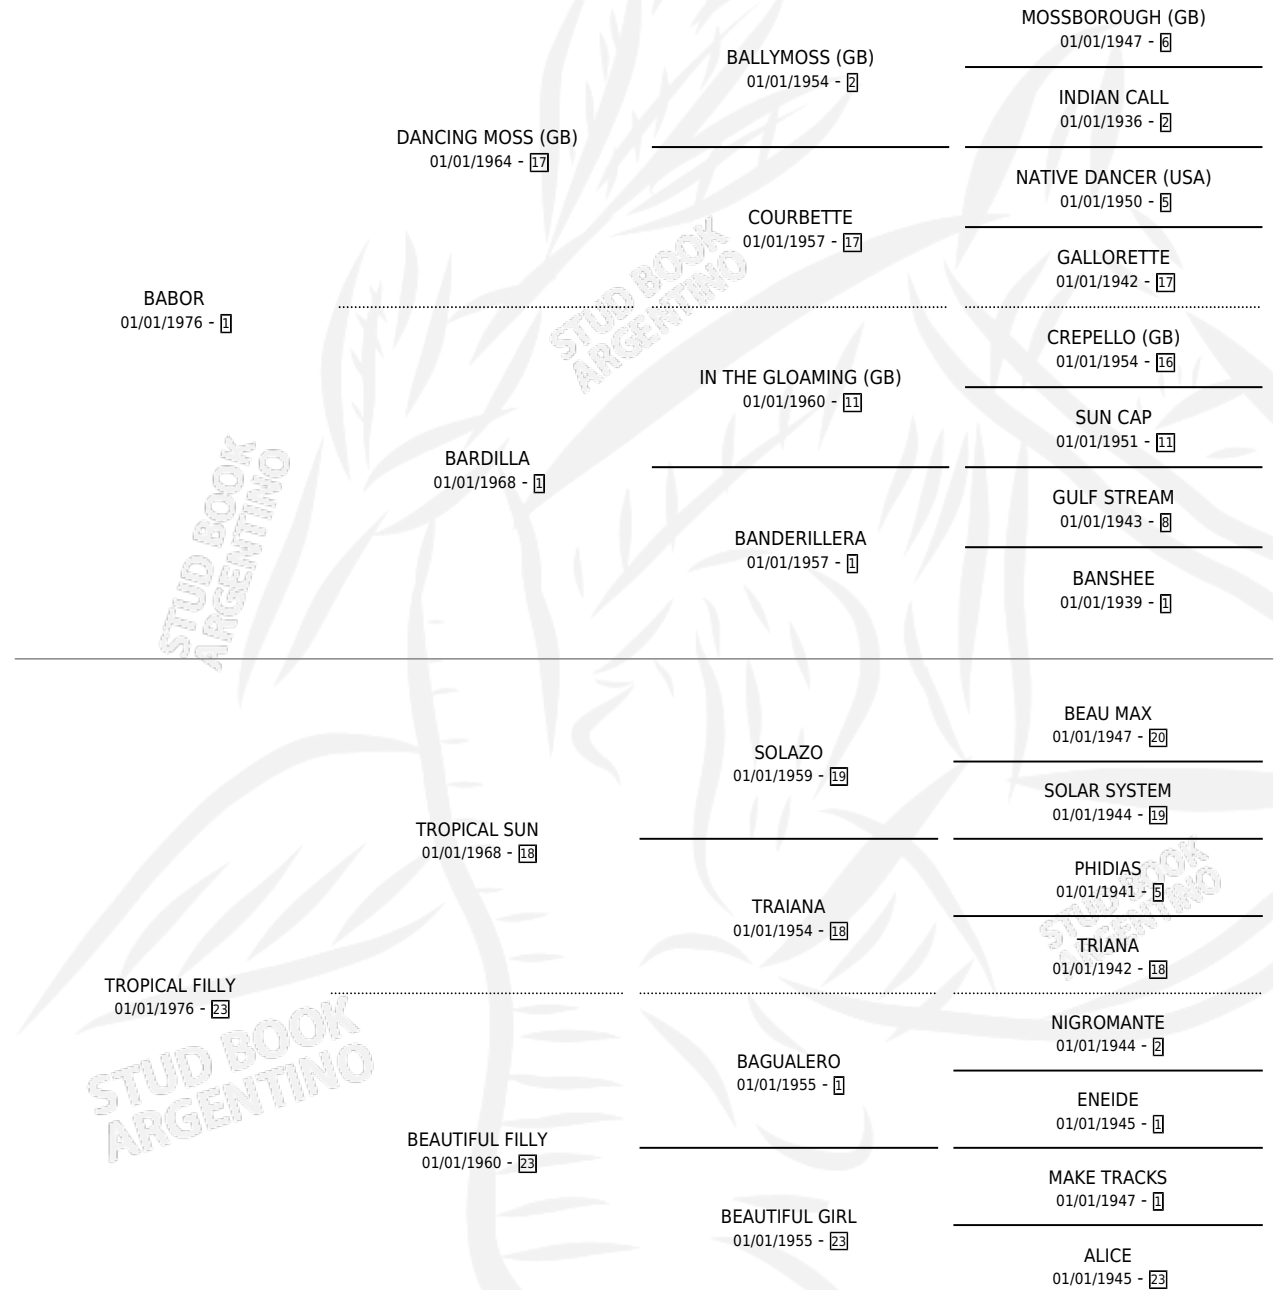 MOSSBOROUGH (GB)
01/01/1947 - 6
BALLYMOSS (GB)
01/01/1954 - 2
INDIAN CALL
01/01/1936 - 2
DANCING MOSS (GB)
01/01/1964 - 17
NATIVE DANCER (USA)
01/01/1950 - 5
COURBETTE
01/01/1957 - 17
GALLORETTE
01/01/1942 - 17
BABOR
01/01/1976 - 1
CREPELLO (GB)
01/01/1954 - 16
IN THE GLOAMING (GB)
01/01/1960 - 11
SUN CAP
01/01/1951 - 11
BARDILLA
01/01/1968 - 1
GULF STREAM
01/01/1943 - 8
BANDERILLERA
01/01/1957 - 1
BANSHEE
01/01/1939 - 1
BEAU MAX
01/01/1947 - 20
SOLAZO
01/01/1959 - 19
SOLAR SYSTEM
01/01/1944 - 19
TROPICAL SUN
01/01/1968 - 18
PHIDIAS
01/01/1941 - 5
TRAIANA
01/01/1954 - 18
TRIANA
01/01/1942 - 18
TROPICAL FILLY
01/01/1976 - 23
NIGROMANTE
01/01/1944 - 2
BAGUALERO
01/01/1955 - 1
ENEIDE
01/01/1945 - 1
BEAUTIFUL FILLY
01/01/1960 - 23
MAKE TRACKS
01/01/1947 - 1
BEAUTIFUL GIRL
01/01/1955 - 23
ALICE
01/01/1945 - 23
STUD BOOK
ARGENTINO
STUD BOOK
ARGENTINO
STUD BOOK
ARGENTINO
STUD BOOK
ARGENTINO